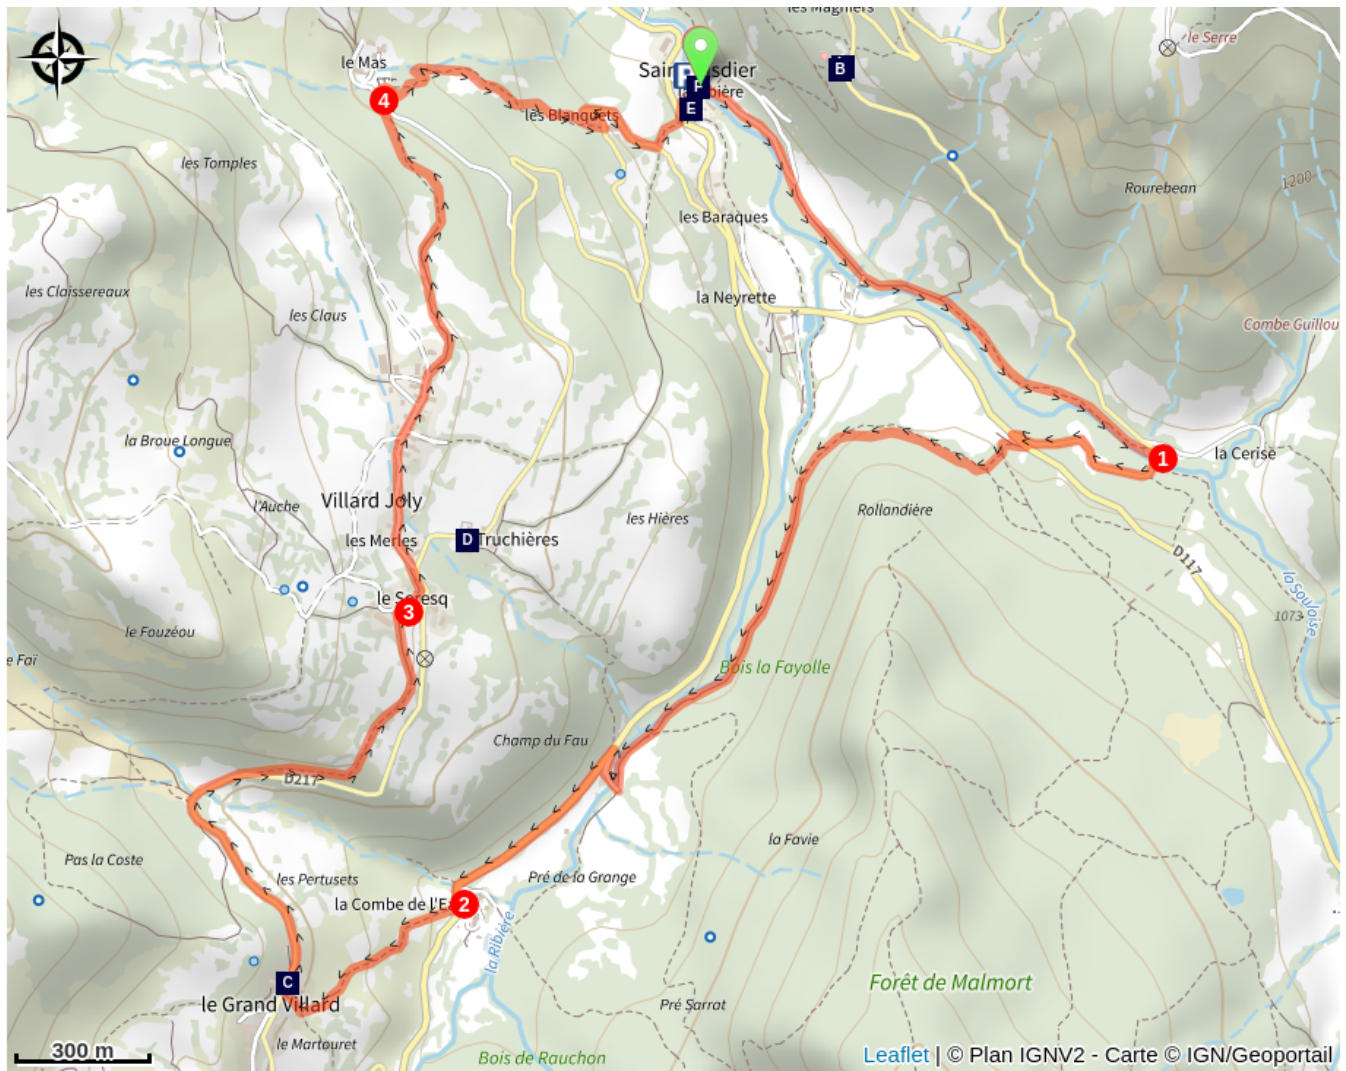 les Magniers
le Serre
le Mas
B
P
la Ribière
E
4
les Blanquets
les Tomples
Rourebean
1200
les Baraques
les Claissereaux
la Neyrette
les Claus
Combe Guillou
la Broue Longue
1
la Cerise
Villard Joly
l'Auche
les Hières
Rollandière
les Merles
D
Truchières
D117
la Souloise
le Seresq
3
1073
le Fouzéou
e Faï
Bois la Fayolle
Champ du Fau
D217
la Favie
Pas la Coste
les Pertusets
Pré de la Grange
la Combe de l'E
2
la Ribière
C
le Grand Villard
Forêt de Malmort
Pré Sarrat
le Martouret
300 m
Bois de Rauchon
Leaflet | © Plan IGNV2 - Carte © IGN/Geoportail